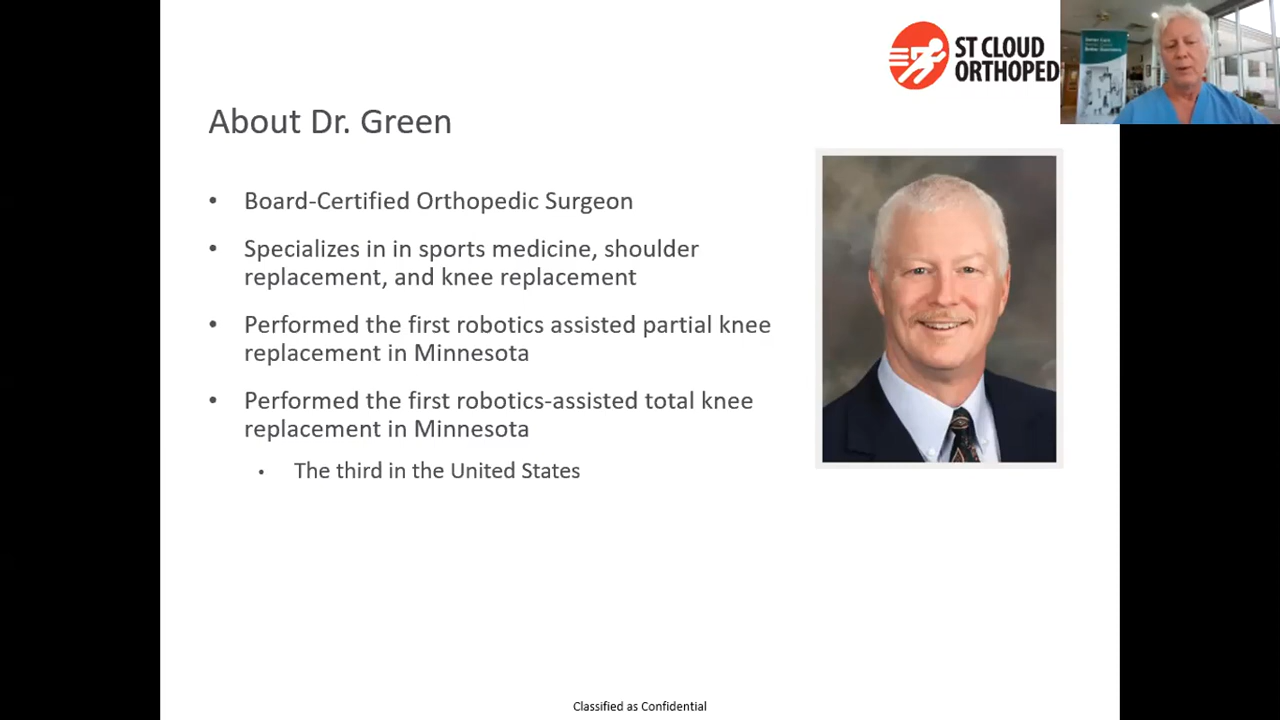 ST CLOUD
ORTHOPED
About Dr. Green
• Board-Certified Orthopedic Surgeon
• Specializes in in sports medicine, shoulder
replacement, and knee replacement
• Performed the first robotics assisted partial knee
replacement in Minnesota
• Performed the first robotics-assisted total knee
replacement in Minnesota
• The third in the United States
Classified as Confidential